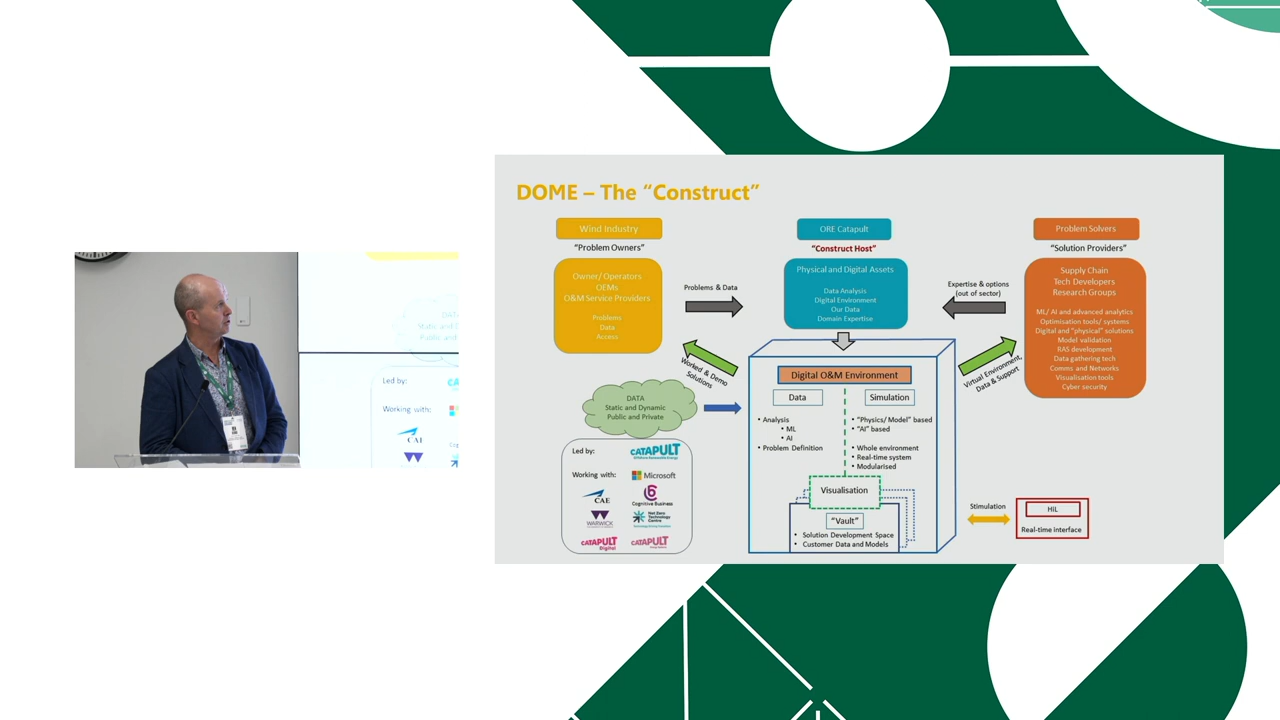 DOME – The “Construct”
Wind Industry
“Problem Owners”
Owner/ Operators
OEMs
O&M Service Providers
Problems
Data
Access
Problems & Data
ORE Catapult
“Construct Host”
Physical and Digital Assets
Data Analysis
Digital Environment
Our Data
Domain Expertise
Expertise & options
(out of sector)
Problem Solvers
“Solution Providers”
Supply Chain
Tech Developers
Research Groups
ML/ AI and advanced analytics
Optimisation tools/ systems
Digital and “physical” solutions
Model validation
RAS development
Data gathering tech
Comms and Networks
Visualisation tools
Cyber security
Worked & Demo
Solutions
Virtual Environment,
Data & Support
DATA
Static and Dynamic
Public and Private
Digital O&M Environment
Data
• Analysis
• ML
• AI
• Problem Definition
Simulation
• “Physics/ Model” based
• “AI” based
• Whole environment
• Real-time system
• Modularised
Visualisation
“Vault”
• Solution Development Space
• Customer Data and Models
Stimulation
HiL
Real-time interface
Led by:
CATAPULT
Working with:
Microsoft
CAE
Cognitive Business
WARWICK
Net Zero
Technology
Centre
CATAPULT
Digital
CATAPULT
Led by:
Working with:
CAI